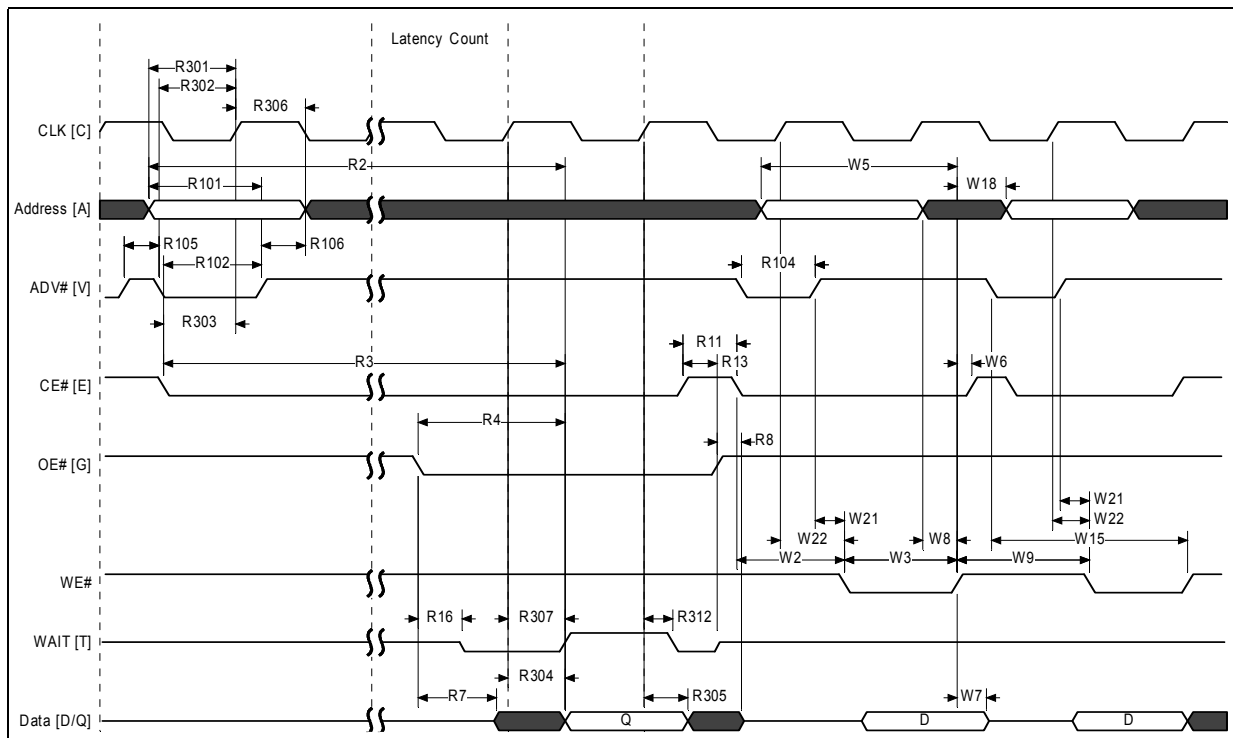 Latency Count
R301
R302
R306
CLK [C]
R2
W5
R101
W18
Address [A]
R105
R106
R102
R104
ADV# [V]
R303
R11
R3
R13
W6
CE# [E]
R4
R8
OE# [G]
W21
W21
W22
W22
W8
W15
W2
W3
W9
WE#
R16
R307
R312
WAIT [T]
R304
R7
R305
W7
Data [D/Q]
Q
D
D